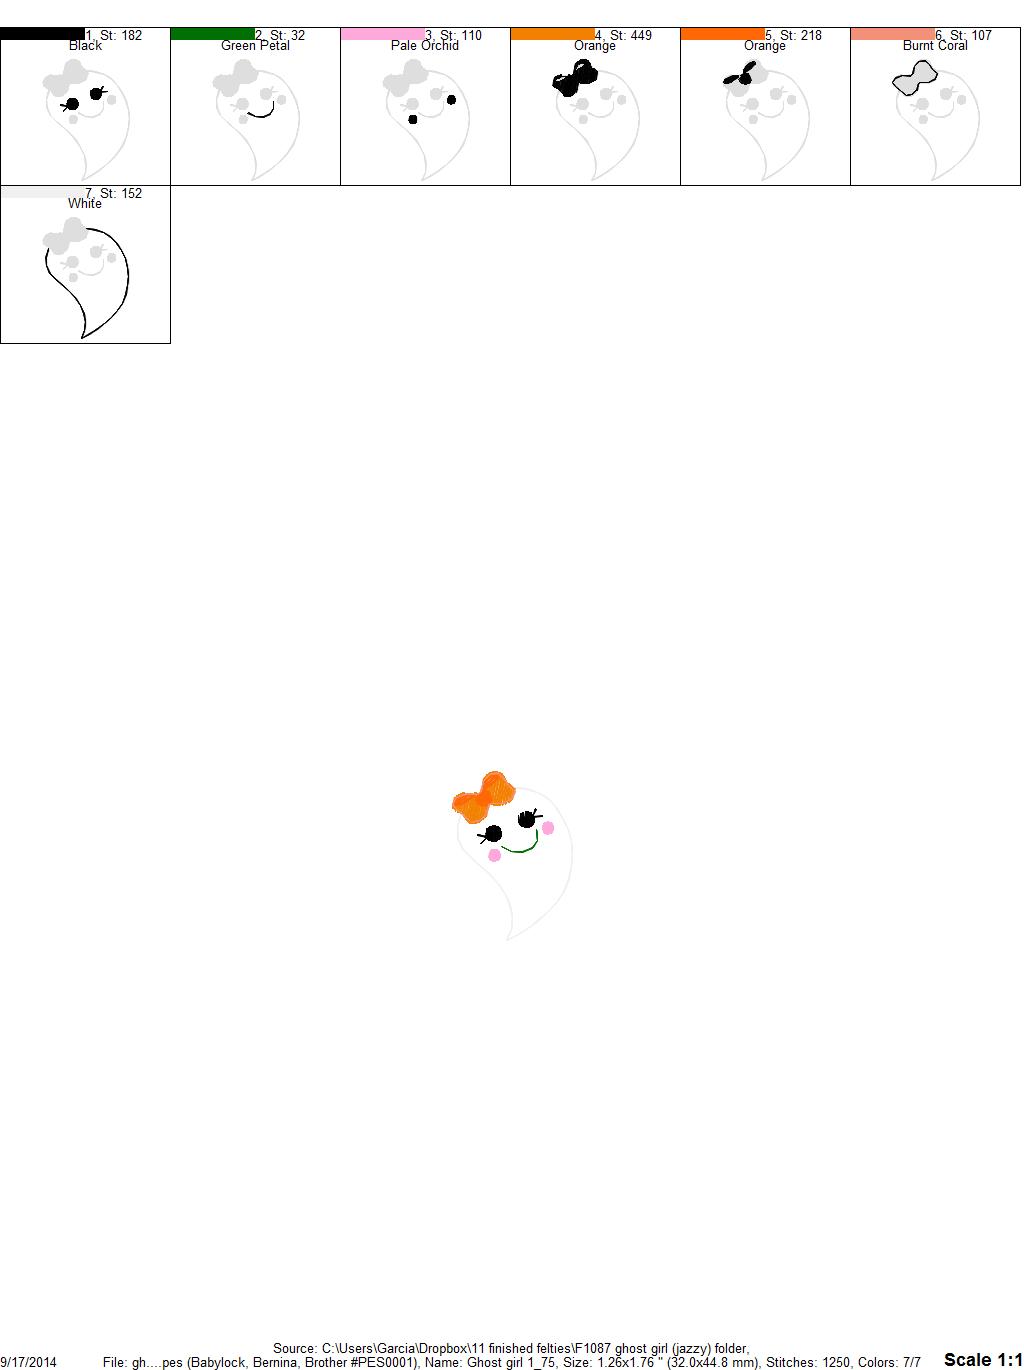 1, St: 182
Black
2, St: 32
Green Petal
3, St: 110
Pale Orchid
4, St: 449
Orange
5, St: 218
Orange
6, St: 107
Burnt Coral
7, St: 152
White
Source: C:\Users\Garcia\Dropbox\11 finished felties\F1087 ghost girl (jazzy) folder,
9/17/2014 File: gh....pes (Babylock, Bernina, Brother #PES0001), Name: Ghost girl 1_75, Size: 1.26x1.76 " (32.0x44.8 mm), Stitches: 1250, Colors: 7/7 Scale 1:1